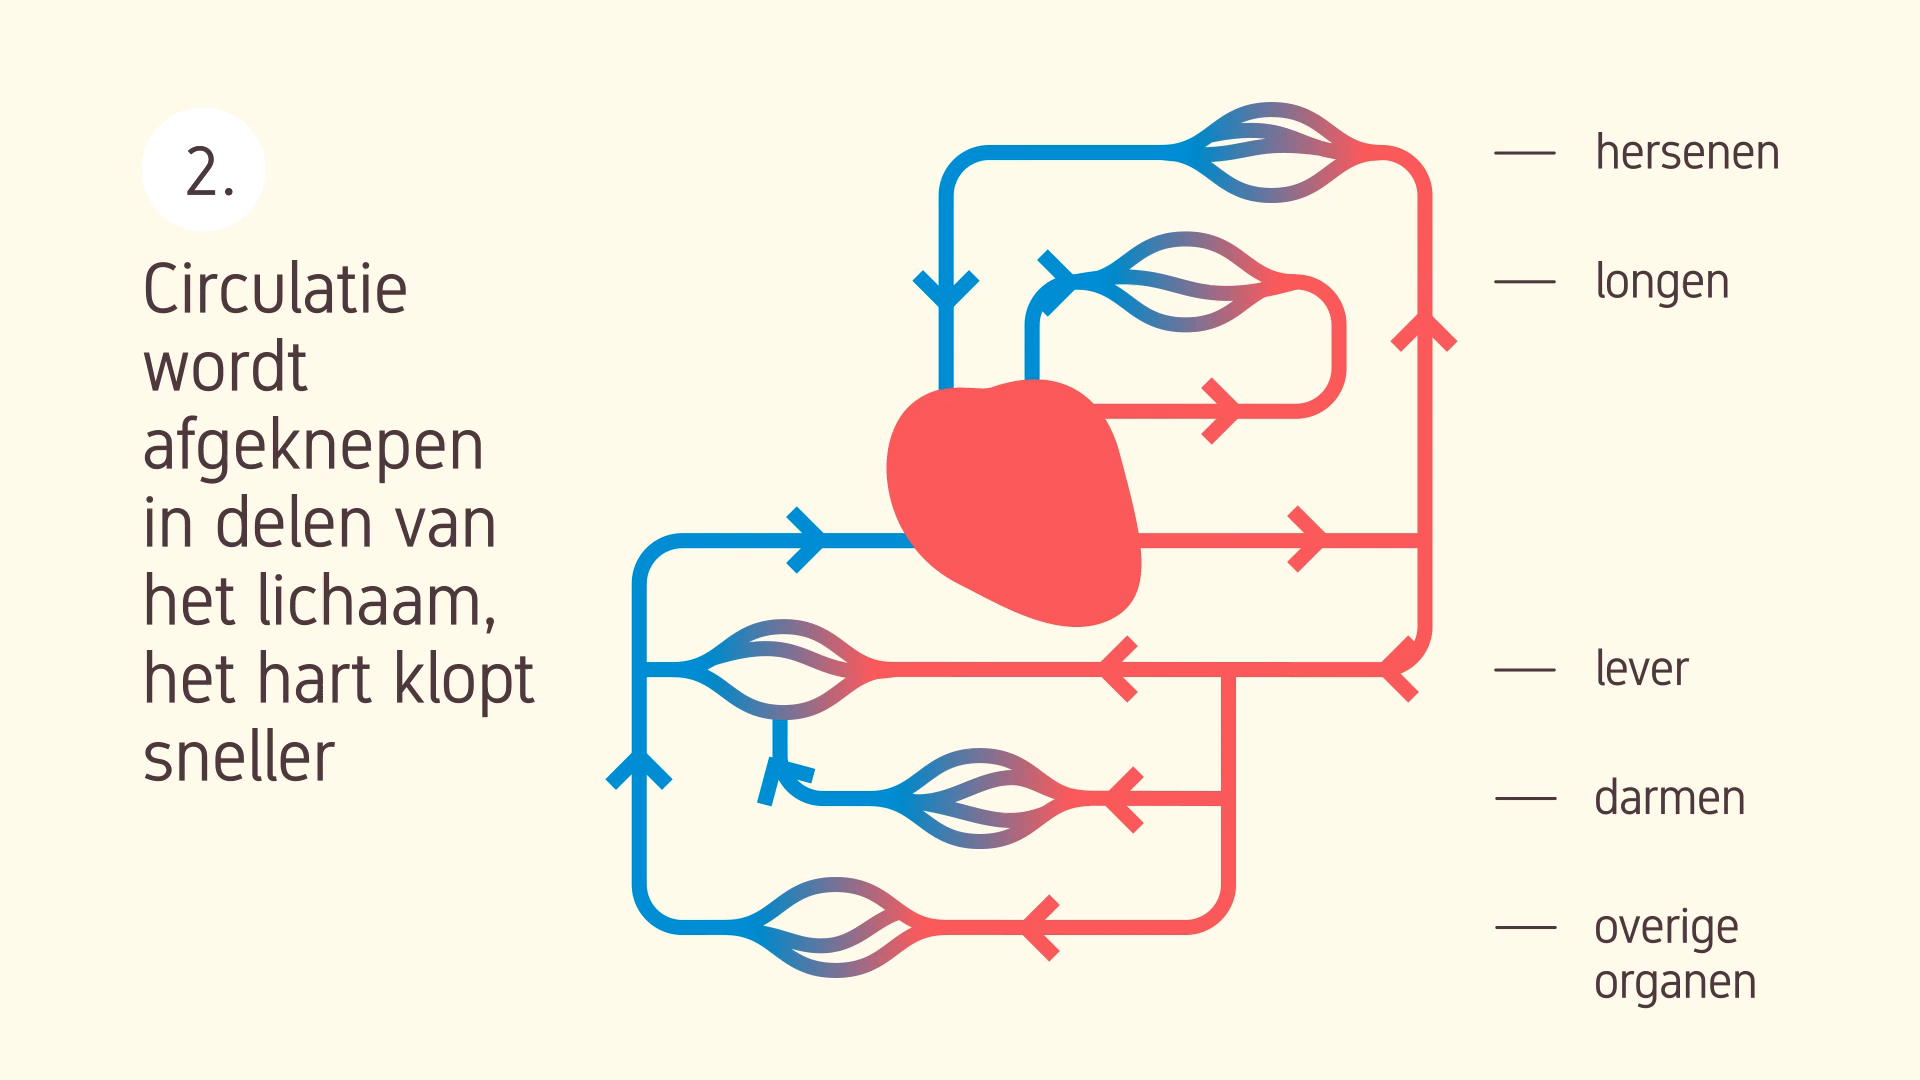 2.
Circulatie
wordt
afgeknepen
in delen van
het lichaam,
het hart klopt
sneller
hersenen
longen
lever
darmen
overige
organen